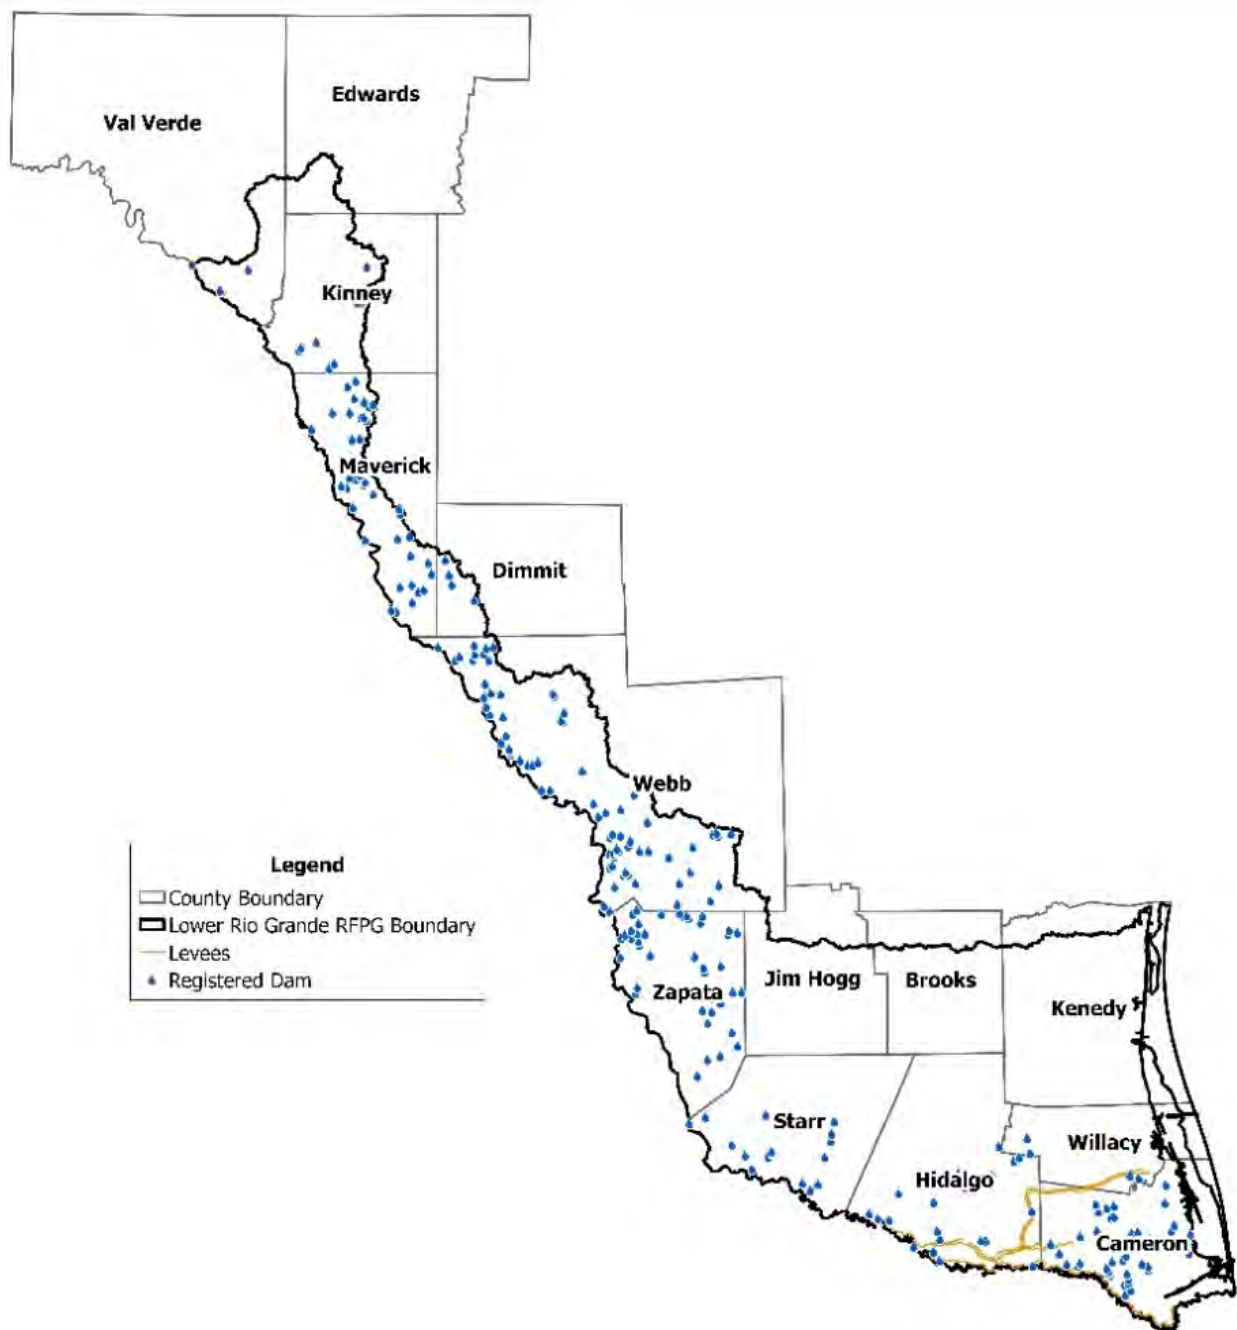 Edwards
Val Verde
Kinney
Maverick
Dimmit
Webb
Legend
County Boundary
Lower Rio Grande RFPG Boundary
Levees
Registered Dam
Zapata
Jim Hogg
Brooks
Kenedy
Starr
Willacy
Hidalgo
Cameron